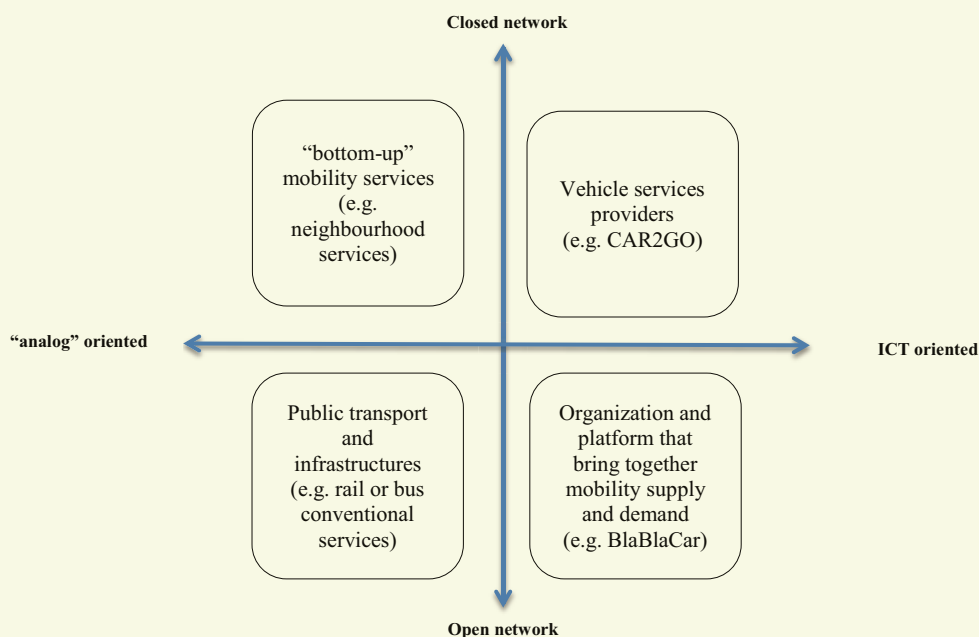 Closed network
“bottom-up”
mobility services
(e.g.
neighbourhood
services)
Vehicle services
providers
(e.g. CAR2GO)
“analog” oriented
ICT oriented
Public transport
and
infrastructures
(e.g. rail or bus
conventional
services)
Organization and
platform that
bring together
mobility supply
and demand
(e.g. BlaBlaCar)
Open network